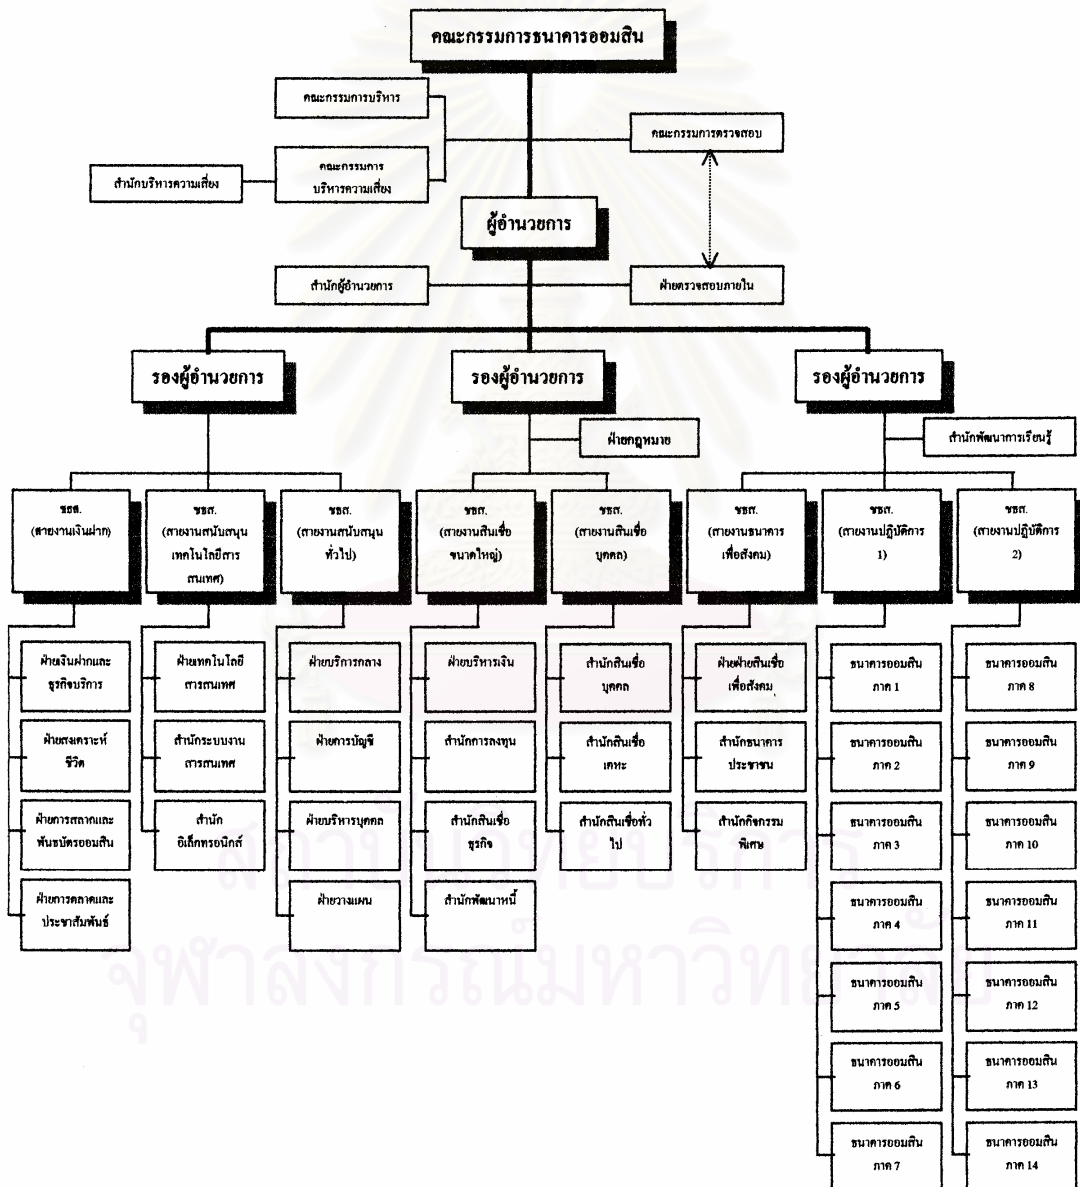 คณะกรรมการธนาคารออมสิน
คณะกรรมการบริหาร
คณะกรรมการตรวจสอบ
คณะกรรมการ
บริหารความเสี่ยง
สำนักบริหารความเสี่ยง
ผู้อำนวยการ
สำนักผู้อำนวยการ
ฝ่ายตรวจสอบภายใน
รองผู้อำนวยการ
รองผู้อำนวยการ
รองผู้อำนวยการ
ฝ่ายกฎหมาย
สำนักพัฒนาการเรียนรู้
ชธส.
(สายงานเงินฝาก)
ชธส.
(สายงานสนับสนุน
เทคโนโลยีสาร
สนเทศ)
ชธส.
(สายงานสนับสนุน
ทั่วไป)
ชธส.
(สายงานสินเชื่อ
ขนาดใหญ่)
ชธส.
(สายงานสินเชื่อ
บุคคล)
ชธส.
(สายงานธนาคาร
เพื่อสังคม)
ชธส.
(สายงานปฏิบัติการ
1)
ชธส.
(สายงานปฏิบัติการ
2)
ฝ่ายเงินฝากและ
ธุรกิจบริการ
ฝ่ายสงเคราะห์
ชีวิต
ฝ่ายการสลากและ
พันธบัตรออมสิน
ฝ่ายการตลาดและ
ประชาสัมพันธ์
ฝ่ายเทคโนโลยี
สารสนเทศ
สำนักระบบงาน
สารสนเทศ
สำนัก
อิเล็กทรอนิกส์
ฝ่ายบริการกลาง
ฝ่ายการบัญชี
ฝ่ายบริหารบุคคล
ฝ่ายวางแผน
ฝ่ายบริหารเงิน
สำนักการลงทุน
สำนักสินเชื่อ
ธุรกิจ
สำนักพัฒนาหนี้
สำนักสินเชื่อ
บุคคล
สำนักสินเชื่อ
เคหะ
สำนักสินเชื่อทั่ว
ไป
ฝ่ายฝ่ายสินเชื่อ
เพื่อสังคม
สำนักธนาคาร
ประชาชน
สำนักกิจกรรม
พิเศษ
ธนาคารออมสิน
ภาค 1
ธนาคารออมสิน
ภาค 2
ธนาคารออมสิน
ภาค 3
ธนาคารออมสิน
ภาค 4
ธนาคารออมสิน
ภาค 5
ธนาคารออมสิน
ภาค 6
ธนาคารออมสิน
ภาค 7
ธนาคารออมสิน
ภาค 8
ธนาคารออมสิน
ภาค 9
ธนาคารออมสิน
ภาค 10
ธนาคารออมสิน
ภาค 11
ธนาคารออมสิน
ภาค 12
ธนาคารออมสิน
ภาค 13
ธนาคารออมสิน
ภาค 14
สถาบันวิทยบริการ
จุฬาลงกรณ์มหาวิทยาลัย